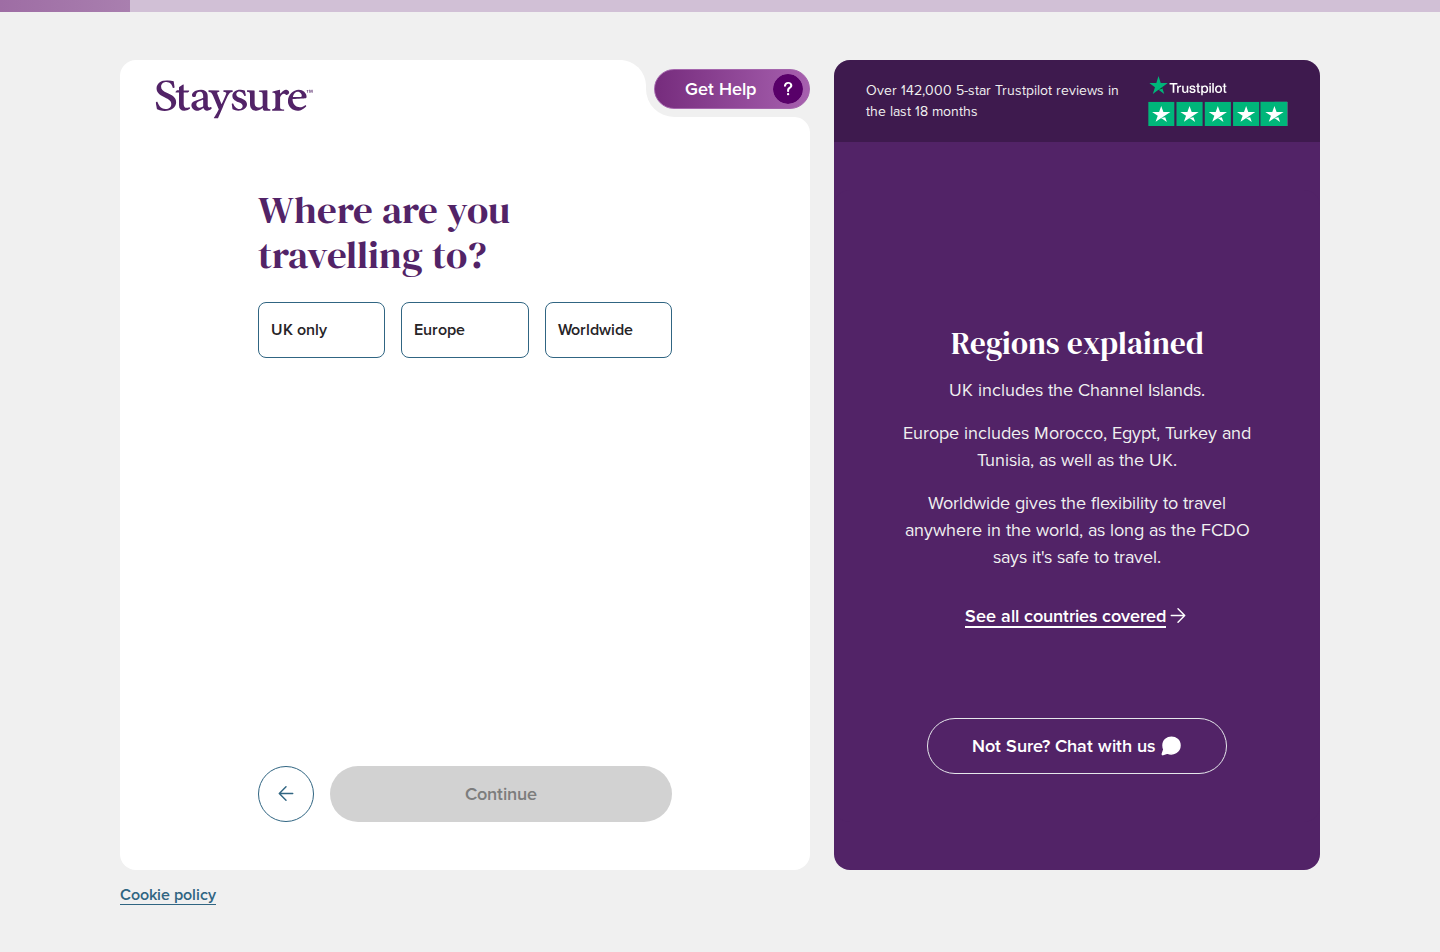 Staysure™
Get Help ?
Where are you
travelling to?
UK only
Europe
Worldwide
Continue
Cookie policy
Over 142,000 5-star Trustpilot reviews in
the last 18 months
Trustpilot
Regions explained
UK includes the Channel Islands.
Europe includes Morocco, Egypt, Turkey and
Tunisia, as well as the UK.
Worldwide gives the flexibility to travel
anywhere in the world, as long as the FCDO
says it's safe to travel.
See all countries covered
Not Sure? Chat with us